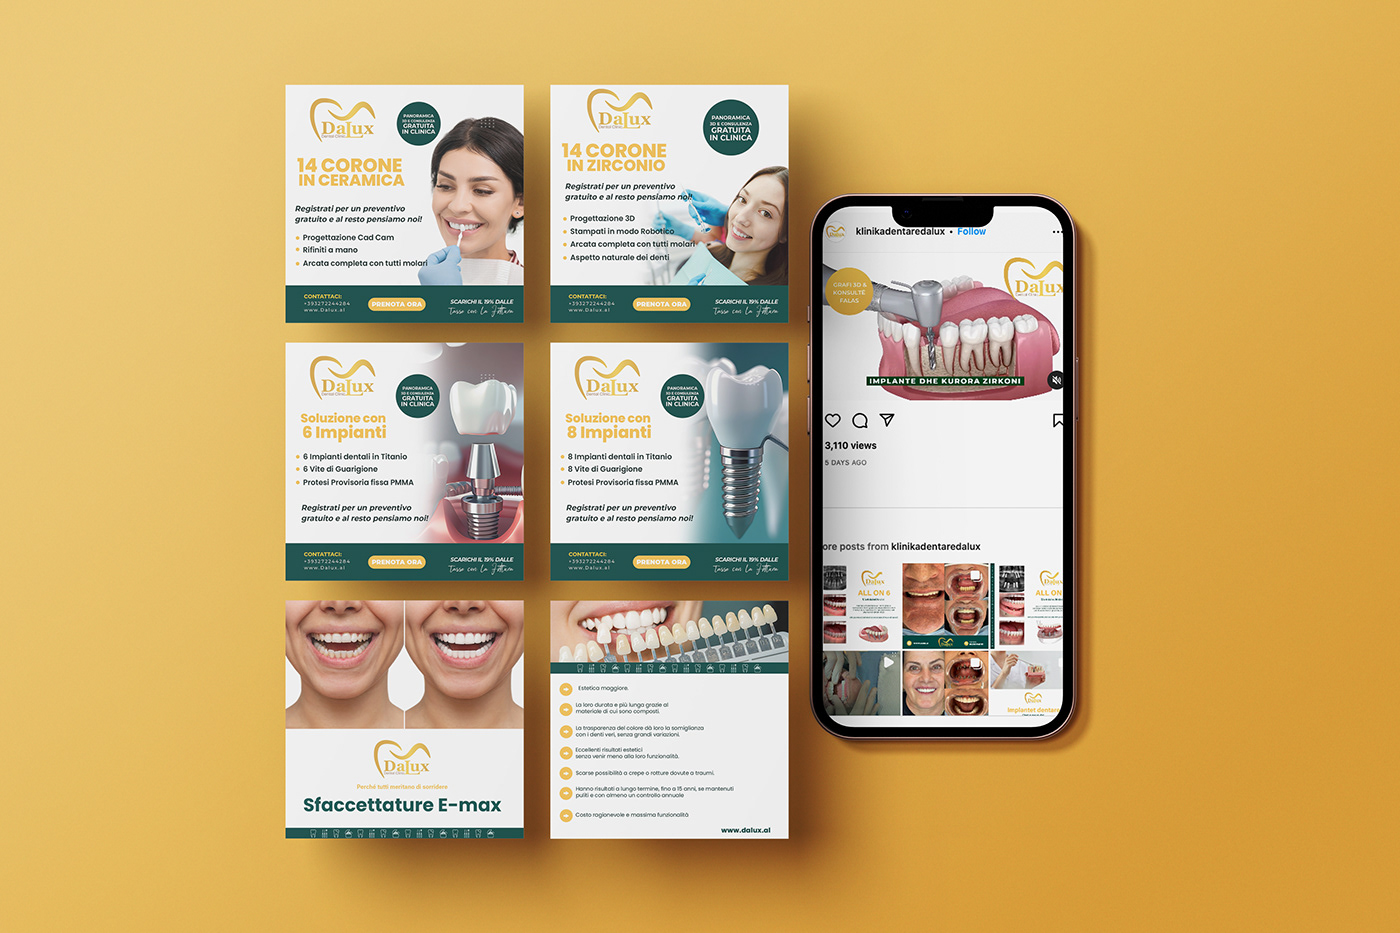 DaLux
Dental Clinic
PANORAMICA
3D E CONSULENZA
GRATUITA
IN CLINICA
14 CORONE
IN CERAMICA
Registrati per un preventivo
gratuito e al resto pensiamo noi!
Progettazione Cad Cam
Rifiniti a mano
Arcata completa con tutti molari
CONTATTACI:
+393272244284
www.Dalux.al
PRENOTA ORA
SCARICHI IL 19% DALLE
Tasse con la Fattura
DaLux
Dental Clinic
PANORAMICA
3D E CONSULENZA
GRATUITA
IN CLINICA
14 CORONE
IN ZIRCONIO
Registrati per un preventivo
gratuito e al resto pensiamo noi!
Progettazione 3D
Stampati in modo Robotico
Arcata completa con tutti molari
Aspetto naturale dei denti
CONTATTACI:
+393272244284
www.Dalux.al
PRENOTA ORA
SCARICHI IL 19% DALLE
Tasse con la Fattura
DaLux
Dental Clinic
PANORAMICA
3D E CONSULENZA
GRATUITA
IN CLINICA
Soluzione con
6 Impianti
6 Impianti dentali in Titanio
6 Vite di Guarigione
Protesi Provisoria fissa PMMA
Registrati per un preventivo
gratuito e al resto pensiamo noi!
CONTATTACI:
+393272244284
www.Dalux.al
PRENOTA ORA
SCARICHI IL 19% DALLE
Tasse con la Fattura
DaLux
Dental Clinic
PANORAMICA
3D E CONSULENZA
GRATUITA
IN CLINICA
Soluzione con
8 Impianti
8 Impianti dentali in Titanio
8 Vite di Guarigione
Protesi Provisoria fissa PMMA
Registrati per un preventivo
gratuito e al resto pensiamo noi!
CONTATTACI:
+393272244284
www.Dalux.al
PRENOTA ORA
SCARICHI IL 19% DALLE
Tasse con la Fattura
DaLux
Dental Clinic
Perché tutti meritano di sorridere
Sfaccettature E-max
Estetica maggiore.
La loro durata e più lunga grazie al
materiale di cui sono composti.
La trasparenza del colore dà loro la somiglianza
con i denti veri, senza grandi variazioni.
Eccellenti risultati estetici
senza venir meno alla loro funzionalità.
Scarse possibilità a crepe o rotture dovute a traumi.
Hanno risultati a lungo termine, fino a 15 anni, se mantenuti
puliti e con almeno un controllo annuale
Costo ragionevole e massima funzionalità
www.dalux.al
klinikadentaredalux • Follow
GRAFI 3D &
KONSULTË
FALAS
DaLux
Dental Clinic
IMPLANTE DHE KURORA ZIRKONI
3,110 views
5 DAYS AGO
ore posts from klinikadentaredalux
DaLux
ALL ON 6
DaLux
ALL ON
DaLux
Implantet dentare